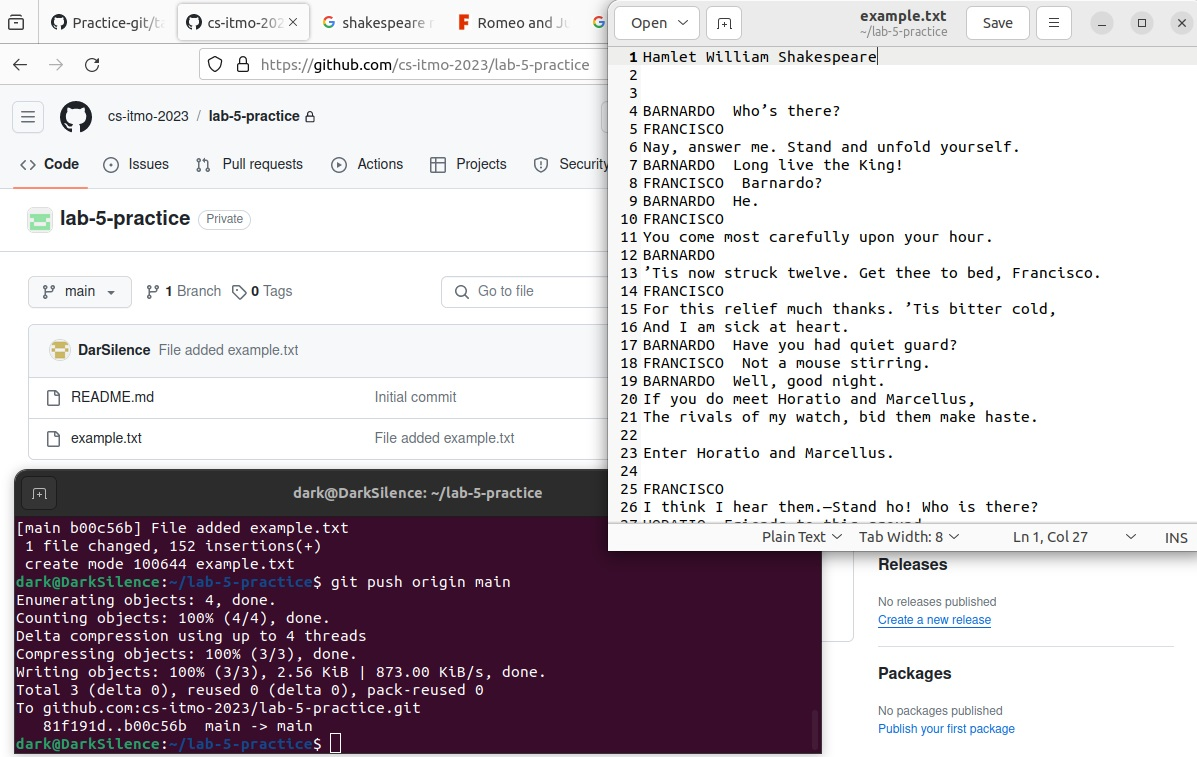 Practice-git/ta
cs-itmo-202
shakespeare r
Romeo and Ju
https://github.com/cs-itmo-2023/lab-5-practice
cs-itmo-2023 / lab-5-practice
Code
Issues
Pull requests
Actions
Projects
Security
lab-5-practice
Private
main
1 Branch
0 Tags
Go to file
DarSilence File added example.txt
README.md
Initial commit
example.txt
File added example.txt
Open
example.txt
~/lab-5-practice
Save
1 Hamlet William Shakespeare
2
3
4 BARNARDO  Who’s there?
5 FRANCISCO
6 Nay, answer me. Stand and unfold yourself.
7 BARNARDO  Long live the King!
8 FRANCISCO  Barnardo?
9 BARNARDO  He.
10 FRANCISCO
11 You come most carefully upon your hour.
12 BARNARDO
13 ’Tis now struck twelve. Get thee to bed, Francisco.
14 FRANCISCO
15 For this relief much thanks. ’Tis bitter cold,
16 And I am sick at heart.
17 BARNARDO  Have you had quiet guard?
18 FRANCISCO  Not a mouse stirring.
19 BARNARDO  Well, good night.
20 If you do meet Horatio and Marcellus,
21 The rivals of my watch, bid them make haste.
22
23 Enter Horatio and Marcellus.
24
25 FRANCISCO
26 I think I hear them.—Stand ho! Who is there?
Plain Text
Tab Width: 8
Ln 1, Col 27
INS
dark@DarkSilence: ~/lab-5-practice
[main b00c56b] File added example.txt
 1 file changed, 152 insertions(+)
 create mode 100644 example.txt
dark@DarkSilence:~/lab-5-practice$ git push origin main
Enumerating objects: 4, done.
Counting objects: 100% (4/4), done.
Delta compression using up to 4 threads
Compressing objects: 100% (3/3), done.
Writing objects: 100% (3/3), 2.56 KiB | 873.00 KiB/s, done.
Total 3 (delta 0), reused 0 (delta 0), pack-reused 0
To github.com:cs-itmo-2023/lab-5-practice.git
   81f191d..b00c56b  main -> main
dark@DarkSilence:~/lab-5-practice$
Releases
No releases published
Create a new release
Packages
No packages published
Publish your first package